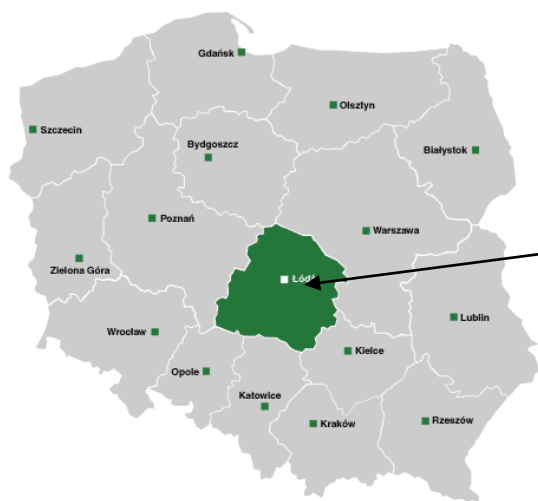 Gdańsk
Olsztyn
Szczecin
Bydgoszcz
Białystok
Poznań
Warszawa
Zielona Góra
Łódź
Lublin
Wrocław
Kielce
Opole
Katowice
Kraków
Rzeszów